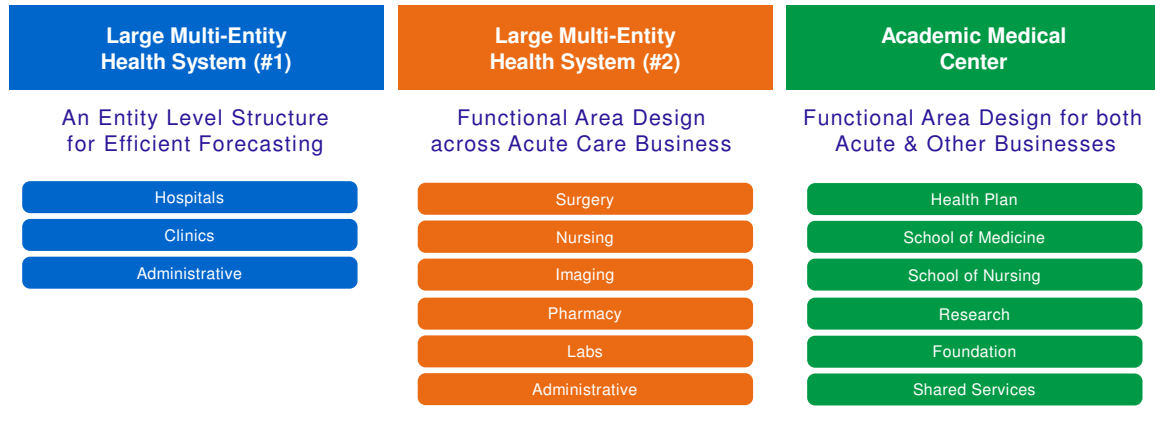 Large Multi-Entity
Health System (#1)
An Entity Level Structure
for Efficient Forecasting
Hospitals
Clinics
Administrative
Large Multi-Entity
Health System (#2)
Functional Area Design
across Acute Care Business
Surgery
Nursing
Imaging
Pharmacy
Labs
Administrative
Academic Medical
Center
Functional Area Design for both
Acute & Other Businesses
Health Plan
School of Medicine
School of Nursing
Research
Foundation
Shared Services